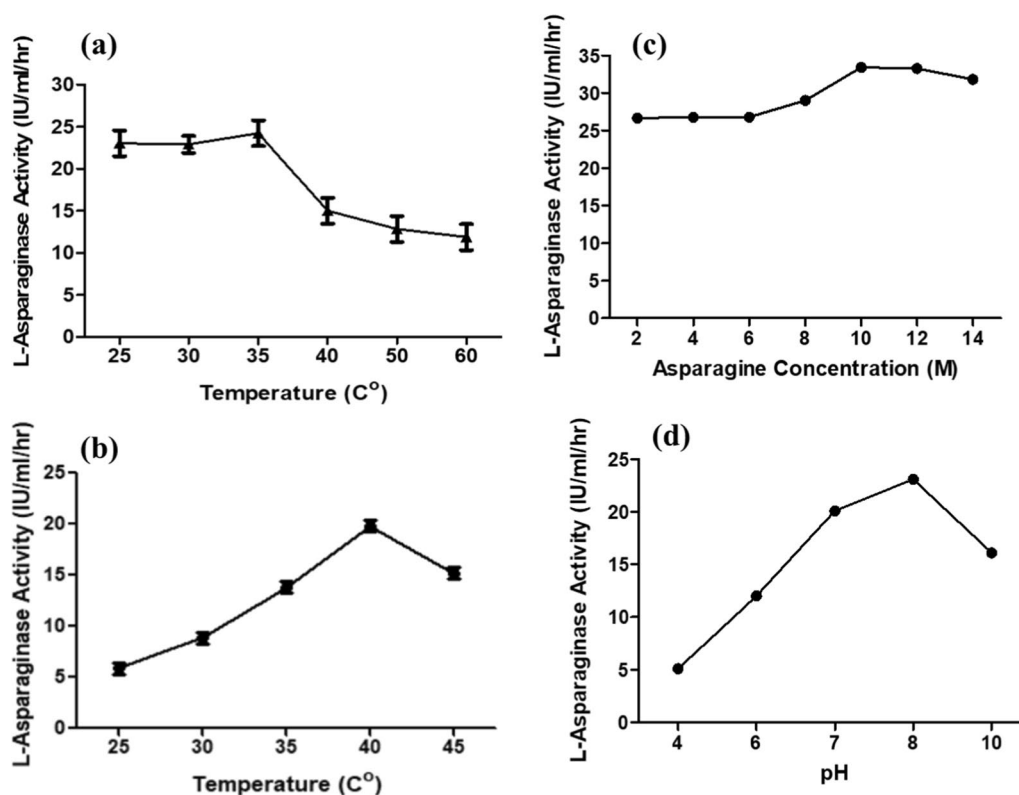 (a)
L-Asparaginase Activity (IU/ml/hr)
30
25
20
15
10
5
0
25 30 35 40 50 60
Temperature (C⁰)
(c)
L-Asparaginase Activity (IU/ml/hr)
35
30
25
20
15
10
5
0
2 4 6 8 10 12 14
Asparagine Concentration (M)
(b)
L-Asparaginase Activity (IU/ml/hr)
25
20
15
10
5
0
25 30 35 40 45
Temperature (C⁰)
(d)
L-Asparaginase Activity (IU/ml/hr)
25
20
15
10
5
0
4 6 7 8 10
pH